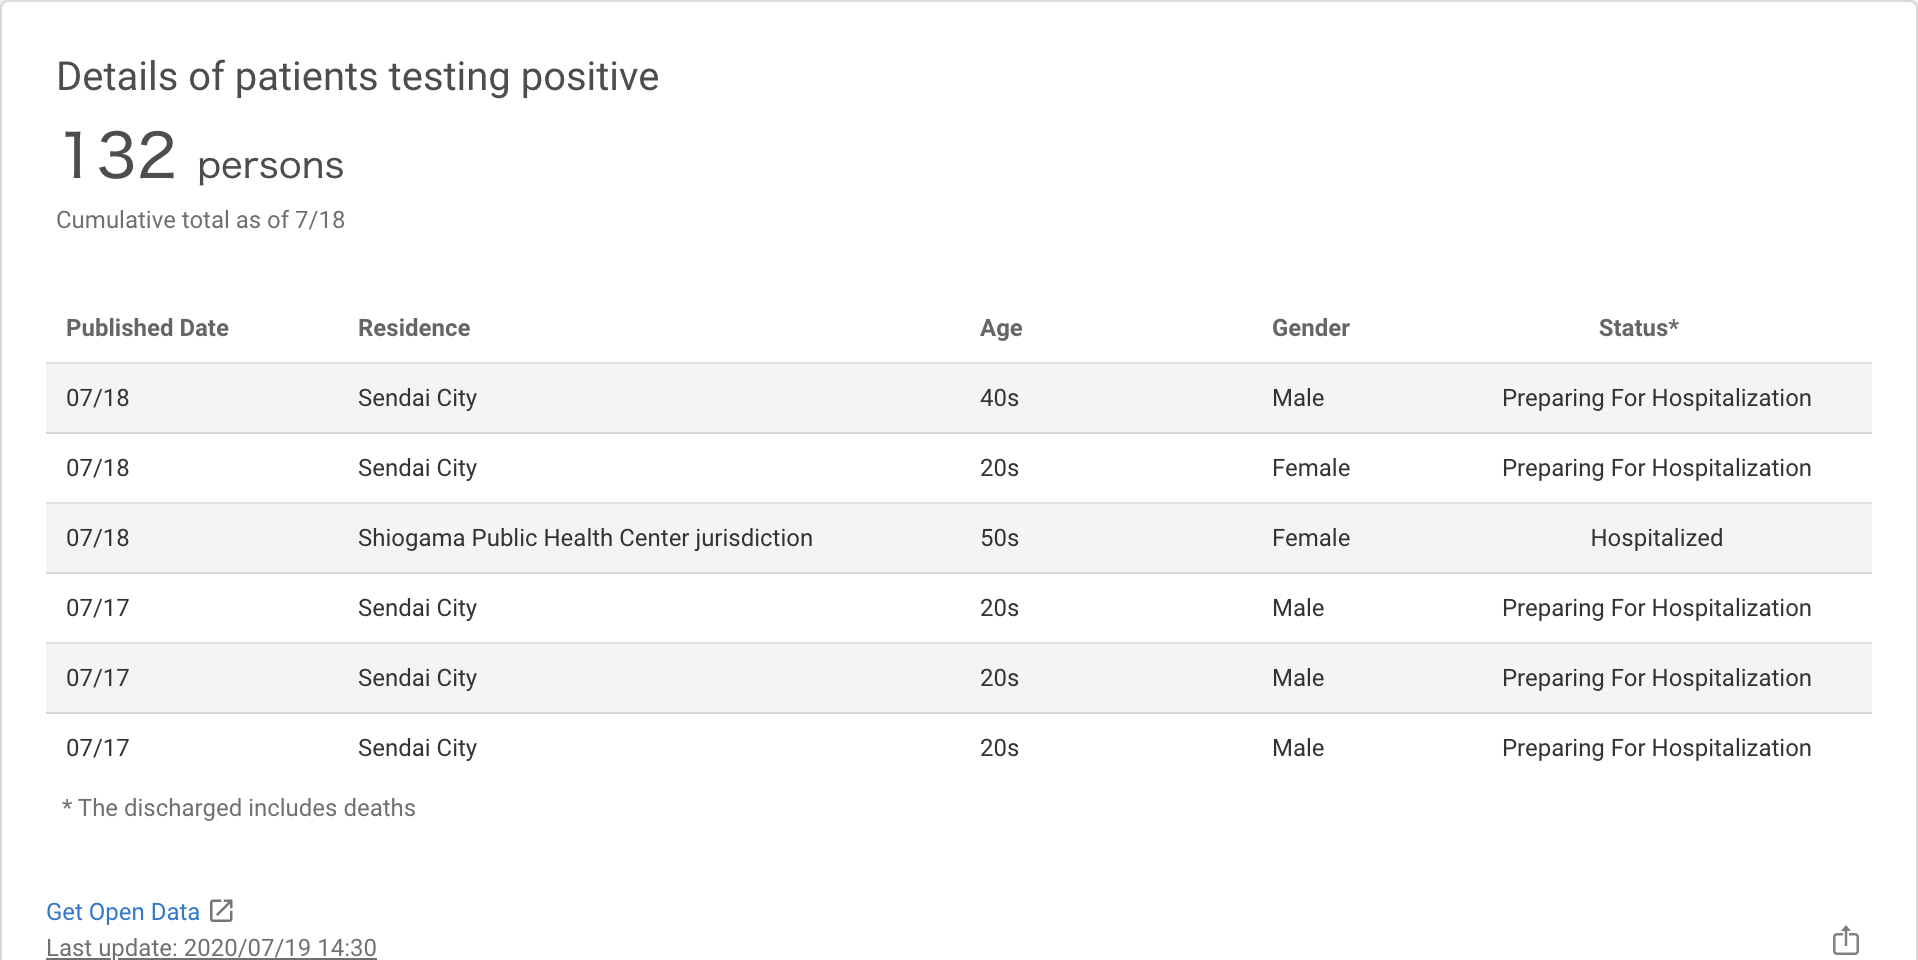 Details of patients testing positive
132 persons
Cumulative total as of 7/18
Published Date Residence Age Gender Status*
07/18 Sendai City 40s Male Preparing For Hospitalization
07/18 Sendai City 20s Female Preparing For Hospitalization
07/18 Shiogama Public Health Center jurisdiction 50s Female Hospitalized
07/17 Sendai City 20s Male Preparing For Hospitalization
07/17 Sendai City 20s Male Preparing For Hospitalization
07/17 Sendai City 20s Male Preparing For Hospitalization
* The discharged includes deaths
Get Open Data
Last update: 2020/07/19 14:30